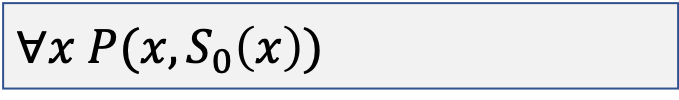 ∀x P(x, S₀(x))